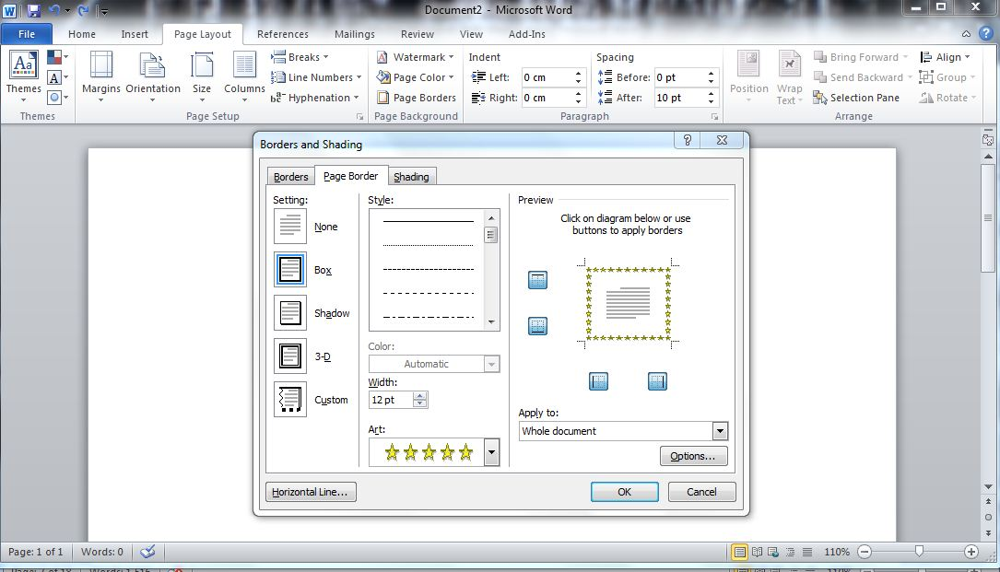 Document2 - Microsoft Word
File Home Insert Page Layout References Mailings Review View Add-Ins
Themes
Themes
Margins Orientation Size Columns
Breaks
Line Numbers
Hyphenation
Page Setup
Watermark
Page Color
Page Borders
Page Background
Indent
Left: 0 cm
Right: 0 cm
Spacing
Before: 0 pt
After: 10 pt
Paragraph
Position Wrap Text
Bring Forward
Send Backward
Selection Pane
Align
Group
Rotate
Arrange
Borders and Shading
Borders Page Border Shading
Setting:
None
Box
Shadow
3-D
Custom
Style:
Color:
Automatic
Width:
12 pt
Art:
Preview
Click on diagram below or use
buttons to apply borders
Apply to:
Whole document
Options...
Horizontal Line...
OK Cancel
Page: 1 of 1 Words: 0 110%